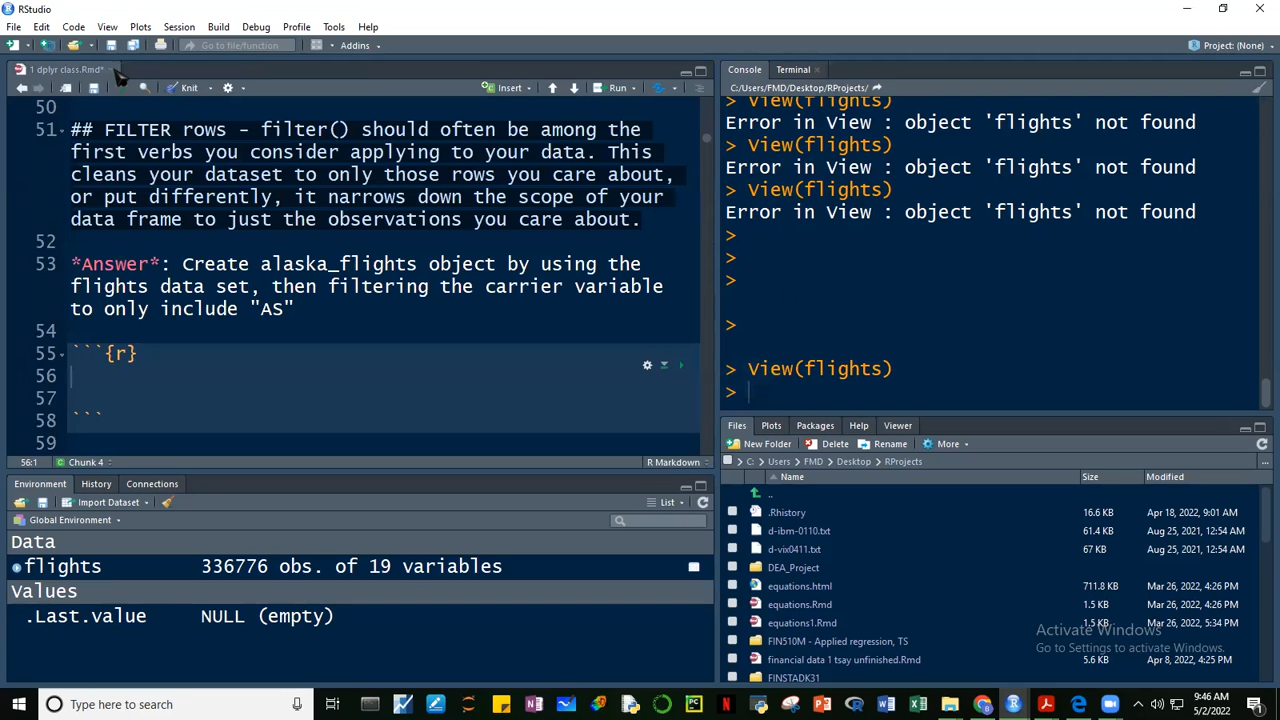 RStudio
File Edit Code View Plots Session Build Debug Profile Tools Help
Go to file/function Addins Project: (None)
1 dplyr class.Rmd*
Knit Insert Run
50
51 ## FILTER rows - filter() should often be among the
first verbs you consider applying to your data. This
cleans your dataset to only those rows you care about,
or put differently, it narrows down the scope of your
data frame to just the observations you care about.
52
53 *Answer*: Create alaska_flights object by using the
flights data set, then filtering the carrier variable
to only include "AS"
54
55 ```{r}
56
57
58 ```
59
56:1 Chunk 4 R Markdown
Environment History Connections
Import Dataset List
Global Environment
Data
flights 336776 obs. of 19 variables
Values
.Last.value NULL (empty)
Console Terminal
C:/Users/FMD/Desktop/RProjects/
> View(flights)
Error in View : object 'flights' not found
> View(flights)
Error in View : object 'flights' not found
> View(flights)
Error in View : object 'flights' not found
>
>
>
>
> View(flights)
>
Files Plots Packages Help Viewer
New Folder Delete Rename More
C: Users FMD Desktop RProjects
Name Size Modified
..
.Rhistory 16.6 KB Apr 18, 2022, 9:01 AM
d-ibm-0110.txt 61.4 KB Aug 25, 2021, 12:54 AM
d-vix0411.txt 67 KB Aug 25, 2021, 12:54 AM
DEA_Project
equations.html 711.8 KB Mar 26, 2022, 4:26 PM
equations.Rmd 1.5 KB Mar 26, 2022, 4:26 PM
equations1.Rmd 1.5 KB Mar 26, 2022, 5:34 PM
FIN510M - Applied regression, TS
financial data 1 tsay unfinished.Rmd 5.6 KB Apr 8, 2022, 4:25 PM
FINSTADK31
Activate Windows
Go to Settings to activate Windows.
Type here to search
9:46 AM
5/2/2022